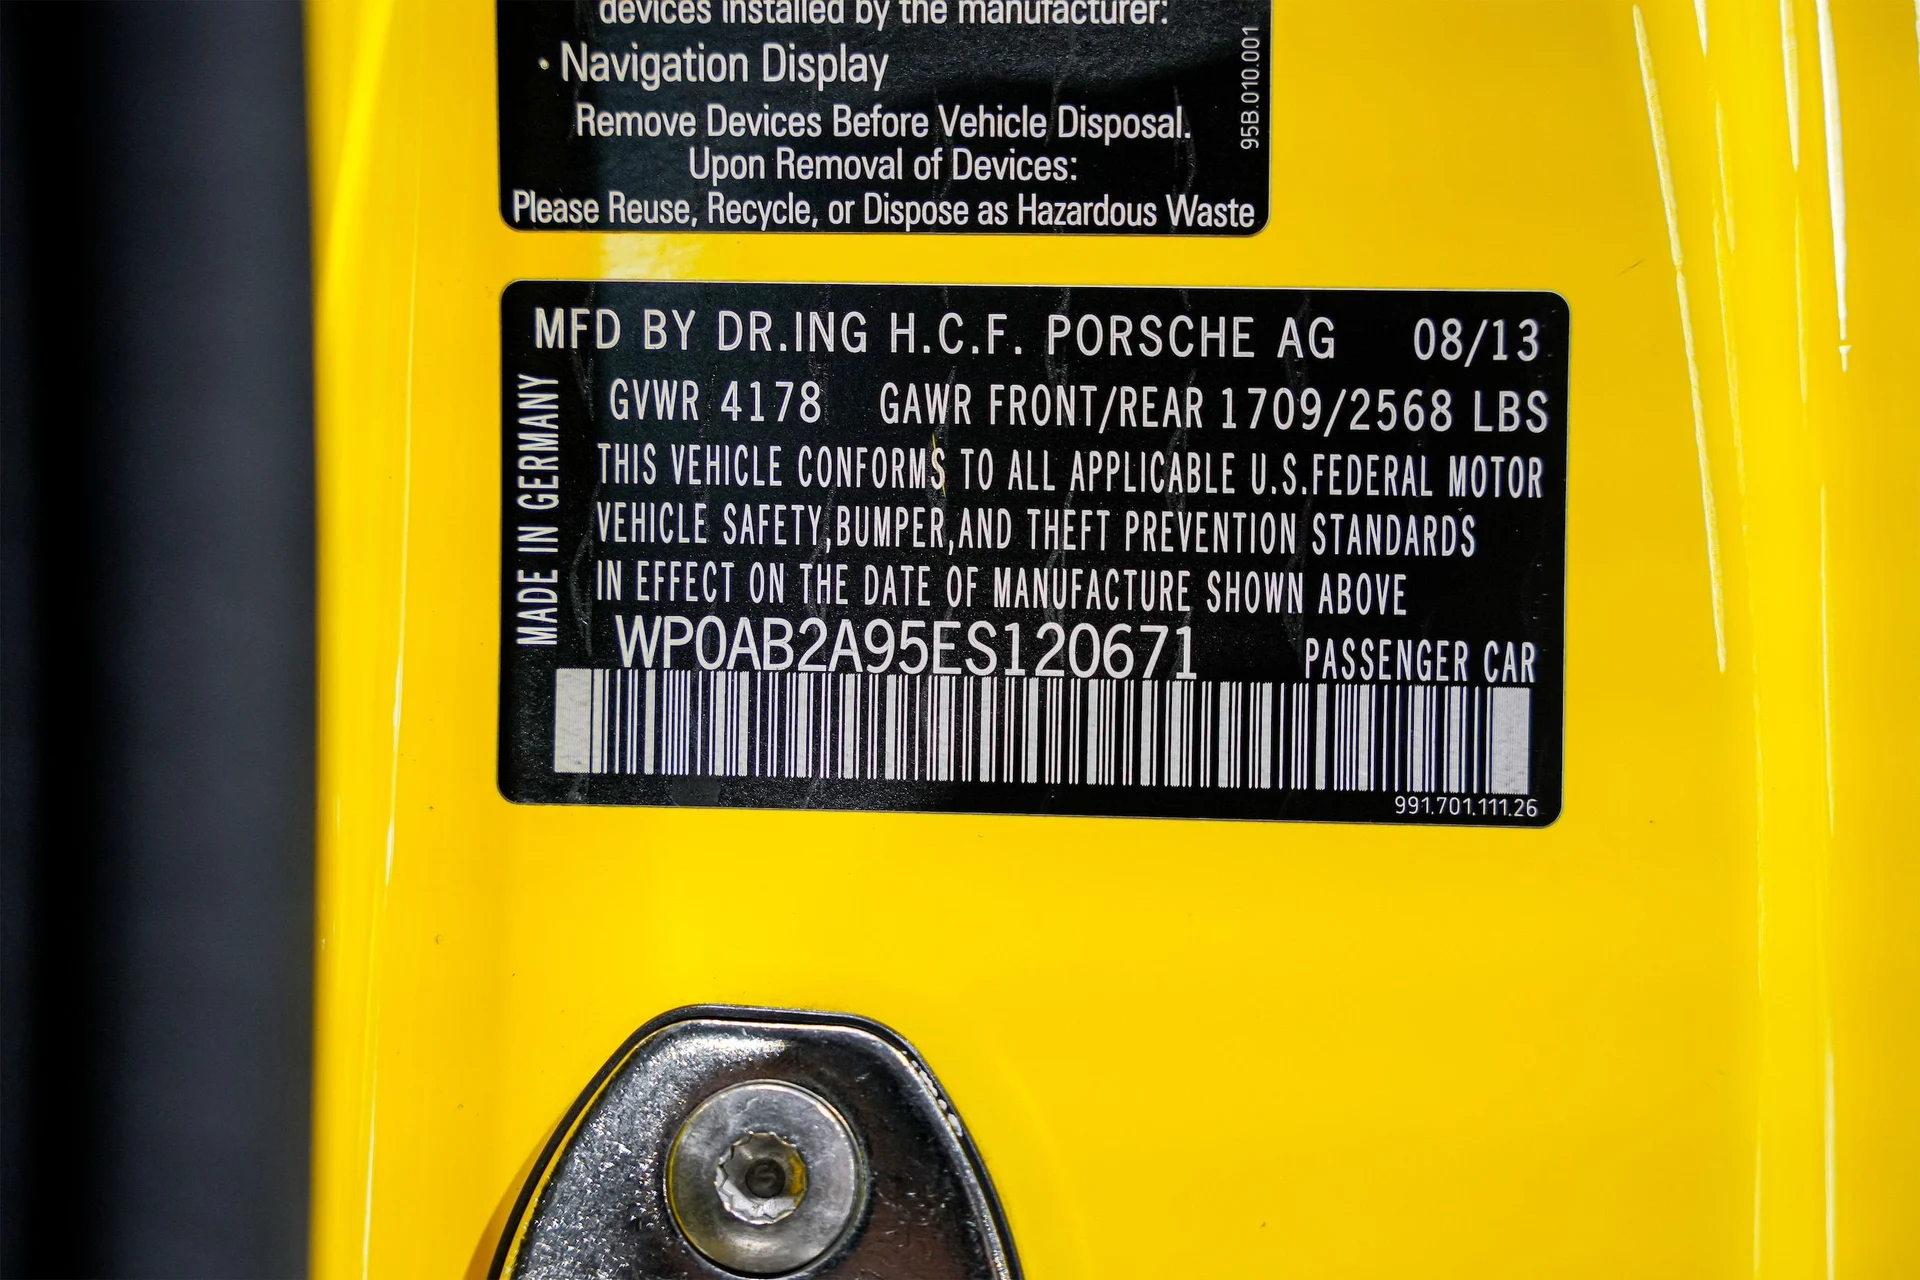 devices installed by the manufacturer:
· Navigation Display
Remove Devices Before Vehicle Disposal.
Upon Removal of Devices:
Please Reuse, Recycle, or Dispose as Hazardous Waste
95B.010.001
MFD BY DR.ING H.C.F. PORSCHE AG 08/13
GVWR 4178 GAWR FRONT/REAR 1709/2568 LBS
THIS VEHICLE CONFORMS TO ALL APPLICABLE U.S.FEDERAL MOTOR
VEHICLE SAFETY,BUMPER,AND THEFT PREVENTION STANDARDS
IN EFFECT ON THE DATE OF MANUFACTURE SHOWN ABOVE
WP0AB2A95ES120671 PASSENGER CAR
MADE IN GERMANY
991.701.111.26